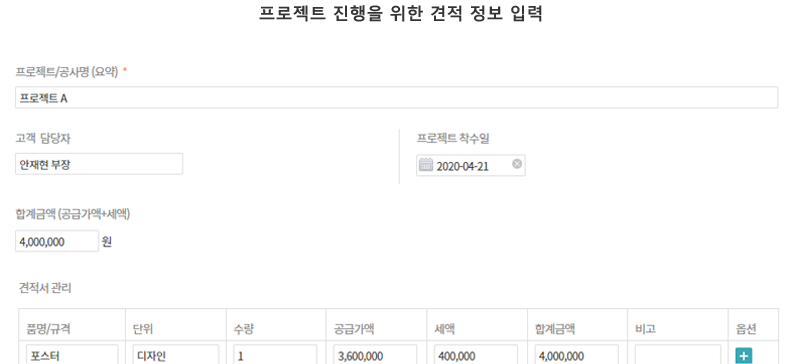 프로젝트 진행을 위한 견적 정보 입력
프로젝트/공사명 (요약) *
프로젝트 A
고객 담당자
안재현 부장
프로젝트 착수일
2020-04-21
합계금액 (공급가액+세액)
4,000,000 원
견적서 관리
품명/규격 단위 수량 공급가액 세액 합계금액 비고 옵션
포스터 디자인 1 3,600,000 400,000 4,000,000